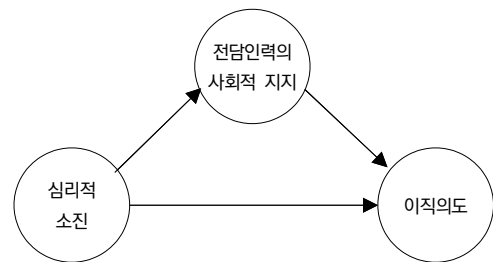 전담인력의
사회적 지지
심리적
소진
이직의도